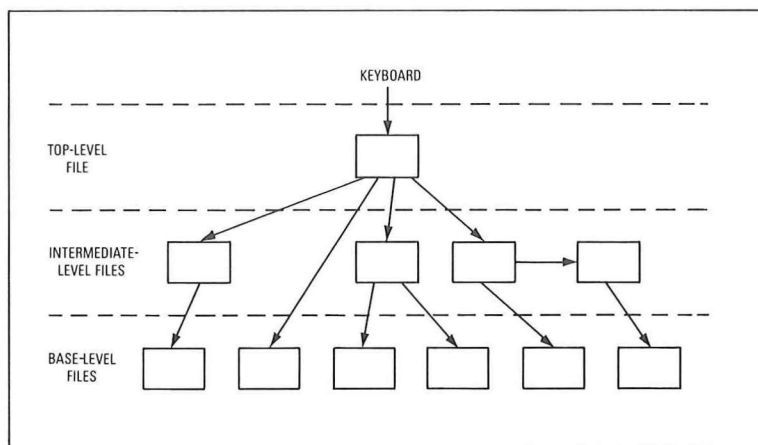 KEYBOARD
TOP-LEVEL
FILE
INTERMEDIATE-
LEVEL FILES
BASE-LEVEL
FILES